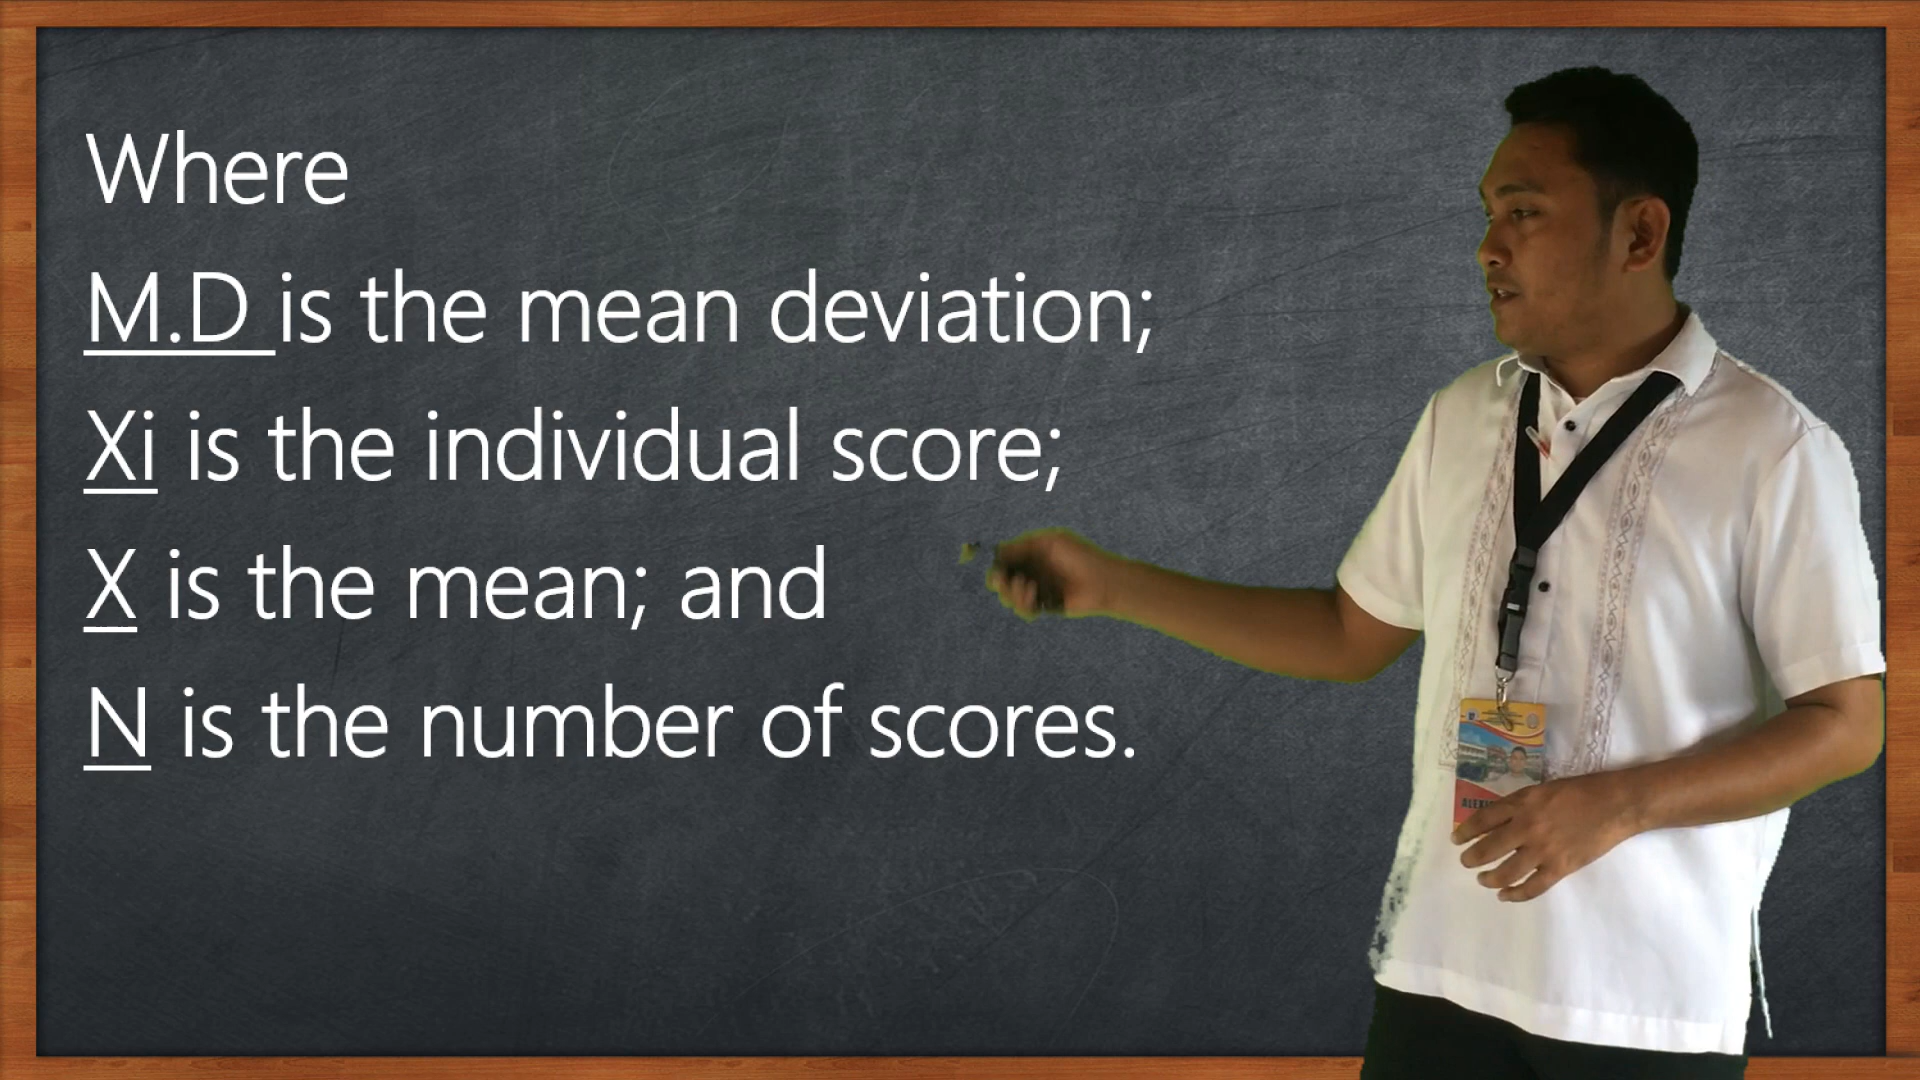 Where
M.D is the mean deviation;
Xi is the individual score;
X is the mean; and
N is the number of scores.